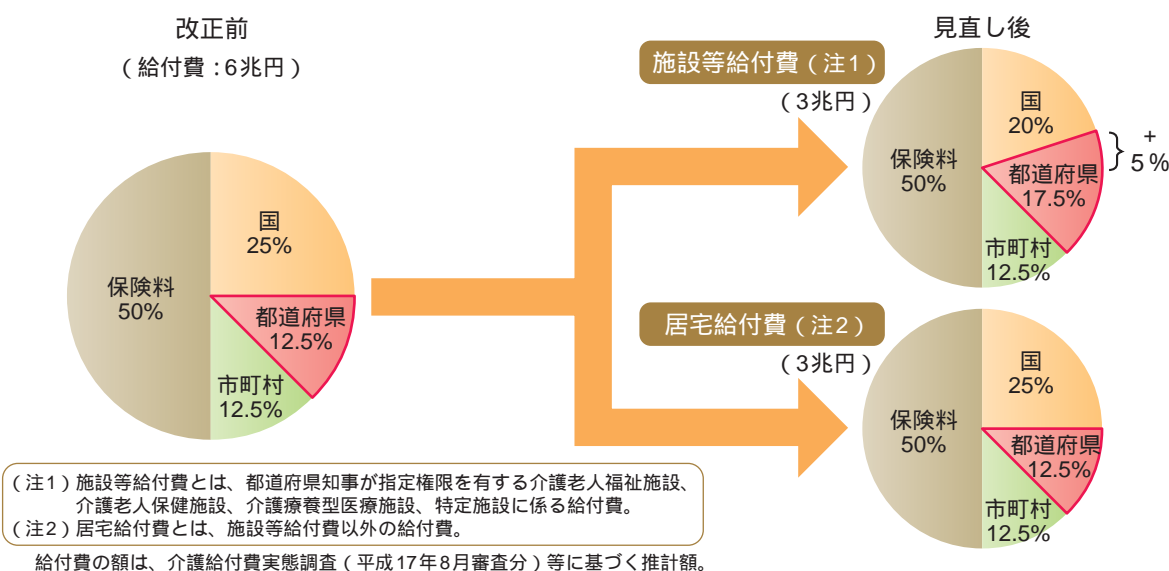 改正前
(給付費:6兆円)
保険料
50%
国
25%
都道府県
12.5%
市町村
12.5%
見直し後
施設等給付費(注1)
(3兆円)
保険料
50%
国
20%
都道府県
17.5%
市町村
12.5%
+
5%
居宅給付費(注2)
(3兆円)
保険料
50%
国
25%
都道府県
12.5%
市町村
12.5%
(注1)施設等給付費とは、都道府県知事が指定権限を有する介護老人福祉施設、
介護老人保健施設、介護療養型医療施設、特定施設に係る給付費。
(注2)居宅給付費とは、施設等給付費以外の給付費。
給付費の額は、介護給付費実態調査(平成17年8月審査分)等に基づく推計額。